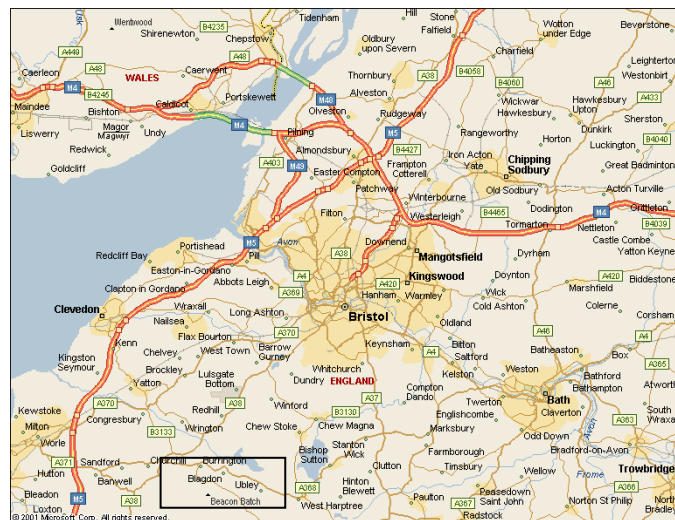 Wentwood
Tidenham
Hill
Stone
Beverstone
Shirenewton
B4235
Falfield
Wotton
under Edge
Chepstow
Oldbury
upon Severn
A38
A449
A48
Charfield
Leighterton
Caerleon
A48
WALES
Caerwent
Thornbury
B4058
B4060
A46
Westonbirt
M4
B4245
Portskewett
M48
Alveston
Wickwar
Hawkesbury
Hawkesbury
Upton
A433
Maindee
Bishton
Caldicot
Olveston
Rudgeway
Liswerry
Magor
Magwyr
Undy
M4
Pilning
M5
Rangeworthy
Dunkirk
Sherston
Redwick
Almondsbury
B4427
Horton
Luckington
B4040
Goldcliff
A403
M49
Easter Compton
Frampton
Cotterell
Iron Acton
Yate
Chipping
Sodbury
Great Badminton
Patchway
Winterbourne
Old Sodbury
Acton Turville
Fitton
Westerleigh
B4465
Dodington
M4
Grittleton
Tormarton
Nettleton
B4039
Portishead
M5
Avon
A38
Downend
Castle Combe
Redcliff Bay
Pill
Mangotsfield
Dyrham
Yatton Keynell
Easton-in-Gordano
A4
Kingswood
Doynton
A420
Biddestone
Clapton in Gordano
Abbots Leigh
A369
Hanham
A420
Warmley
Wick
Marshfield
Clevedon
Wraxall
Long Ashton
Bristol
Cold Ashton
Colerne
Nailsea
A370
Oldland
A46
Corsham
Kenn
Flax Bourton
Keynsham
A4
Bitton
Batheaston
Box
Kingston
Seymour
Chelvey
West Town
Barrow
Gurney
Saltford
A4
A365
Brockley
Whitchurch
Kelston
Weston
Bathford
Bathampton
Atworth
Yatton
Lulsgate
Bottom
Dundry
ENGLAND
Compton
Dando
Bath
Kewstoke
A370
Redhill
A38
Winford
A37
Twerton
Claverton
South
Milton
Congresbury
Wrington
B3130
Englishcombe
A363
Worle
B3133
Chew Stoke
Chew Magna
Marksbury
Odd Down
Avon
Bradford-on-Avon
A371
Sandford
Churchill
Burrington
Bishop
Sutton
Stanton
Wick
Farmborough
Hutton
Banwell
Blagdon
Ubley
Clutton
Timsbury
Wellow
Frome
Trowbridge
Bleadon
M5
A38
Beacon Batch
A368
Hinton
Blewett
Peasedown
Saint John
A366
Loxton
West Harptree
Pauton
A367
Norton St Philip
North Bradley
Radstock
© 2001 Microsoft Corp. All rights reserved.